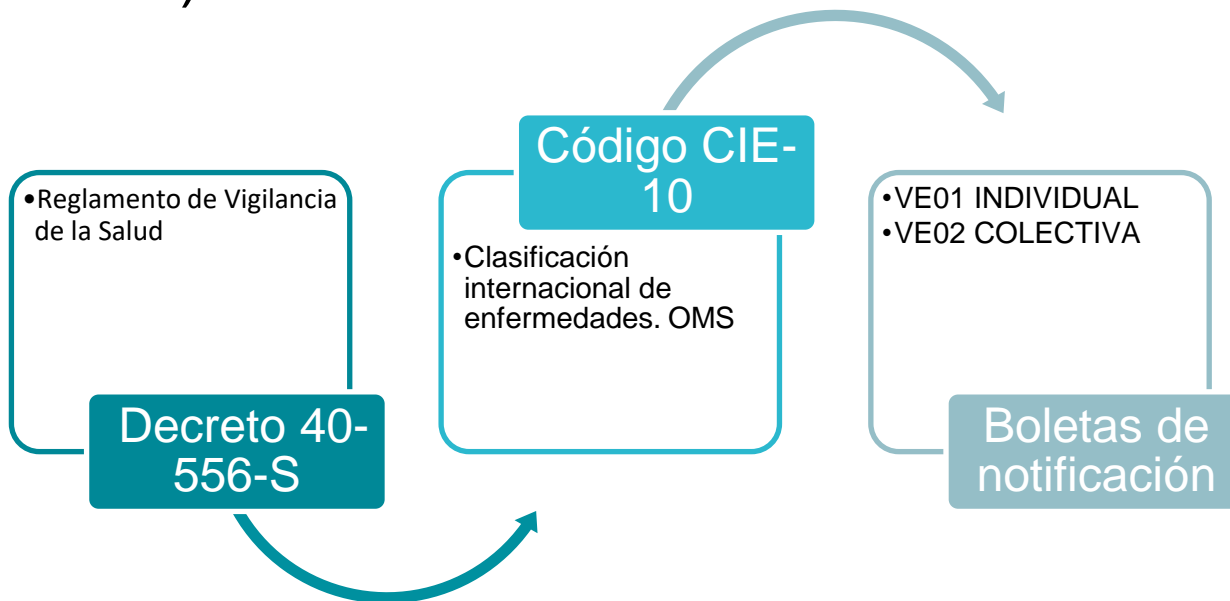 •Reglamento de Vigilancia
de la Salud
Decreto 40-
556-S
Código CIE-
10
•Clasificación
internacional de
enfermedades. OMS
•VE01 INDIVIDUAL
•VE02 COLECTIVA
Boletas de
notificación